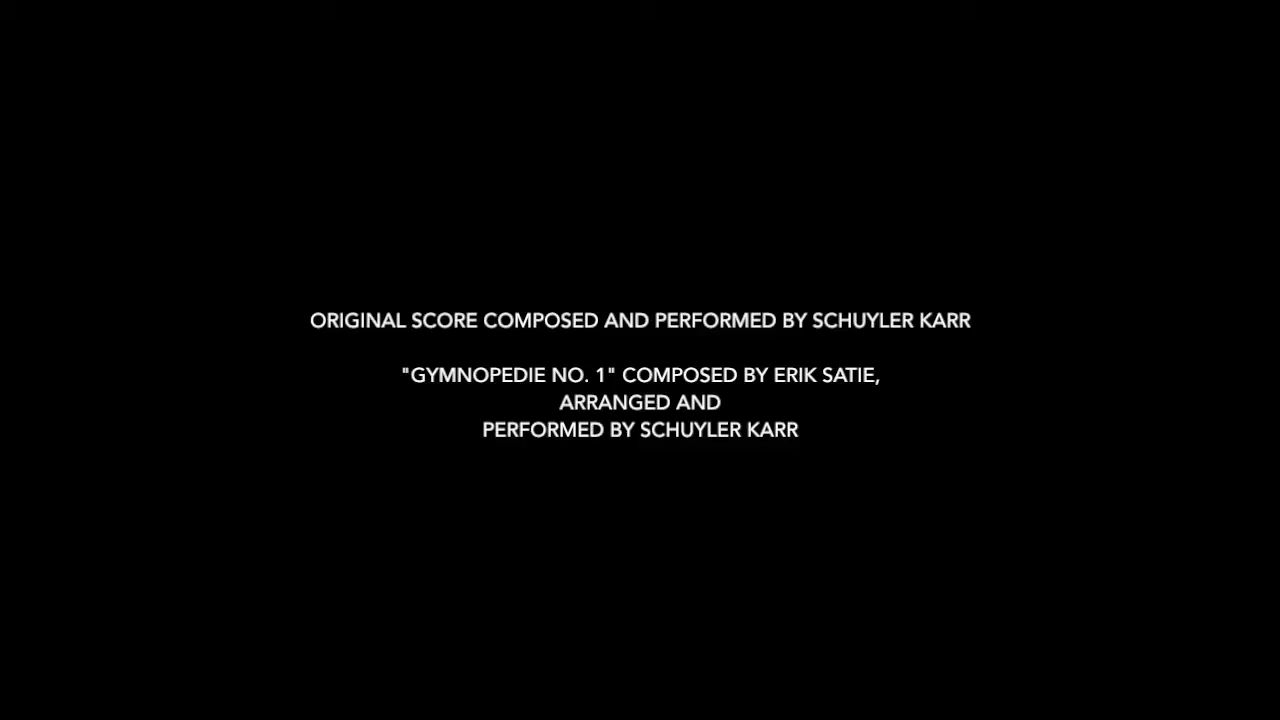 ORIGINAL SCORE COMPOSED AND PERFORMED BY SCHUYLER KARR
"GYMNOPEDIE NO. 1" COMPOSED BY ERIK SATIE,
ARRANGED AND
PERFORMED BY SCHUYLER KARR